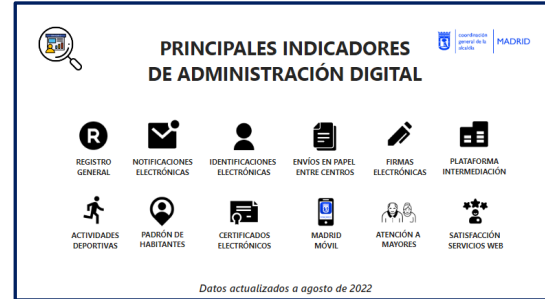 PRINCIPALES INDICADORES
DE ADMINISTRACIÓN DIGITAL
coordinación
general de la
alcaldía
MADRID
R
REGISTRO
GENERAL
NOTIFICACIONES
ELECTRÓNICAS
IDENTIFICACIONES
ELECTRÓNICAS
ENVÍOS EN PAPEL
ENTRE CENTROS
FIRMAS
ELECTRÓNICAS
PLATAFORMA
INTERMEDIACIÓN
ACTIVIDADES
DEPORTIVAS
PADRÓN DE
HABITANTES
CERTIFICADOS
ELECTRÓNICOS
MADRID
MÓVIL
ATENCIÓN A
MAYORES
SATISFACCIÓN
SERVICIOS WEB
Datos actualizados a agosto de 2022